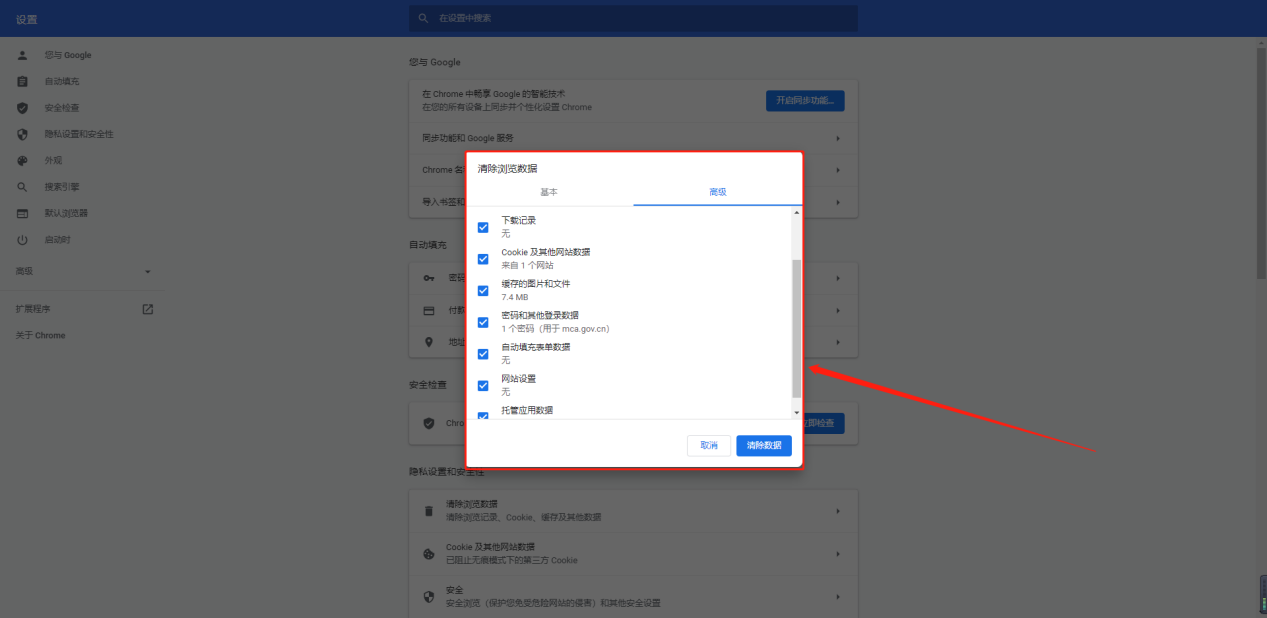 设置
在设置中搜索
您与 Google
自动填充
安全检查
隐私设置和安全性
外观
搜索引擎
默认浏览器
启动时
高级
扩展程序
关于 Chrome
您与 Google
在 Chrome 中畅享 Google 的智能技术
在您的所有设备上同步并个性化设置 Chrome
开启同步功能...
同步功能和 Google 服务
Chrome 名
导入书签和
自动填充
密码
付款
地址
安全检查
Chro
立即检查
隐私设置和安全性
清除浏览数据
清除浏览记录、Cookie、缓存及其他数据
Cookie 及其他网站数据
已阻止无痕模式下的第三方 Cookie
安全
安全浏览（保护您免受危险网站的侵害）和其他安全设置
清除浏览数据
基本
高级
下载记录
无
Cookie 及其他网站数据
来自 1 个网站
缓存的图片和文件
7.4 MB
密码和其他登录数据
1 个密码（用于 mca.gov.cn）
自动填充表单数据
无
网站设置
无
托管应用数据
取消
清除数据